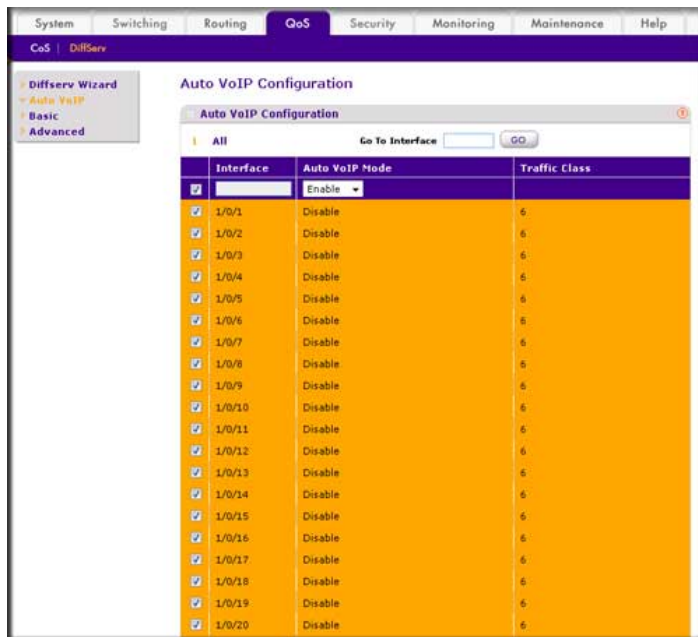 System Switching Routing QoS Security Monitoring Maintenance Help
CoS | DiffServ
Diffserv Wizard
Auto VoIP
Basic
Advanced
Auto VoIP Configuration
Auto VoIP Configuration
1 All Go To Interface GO
Interface Auto VoIP Mode Traffic Class
Enable
1/0/1 Disable 6
1/0/2 Disable 6
1/0/3 Disable 6
1/0/4 Disable 6
1/0/5 Disable 6
1/0/6 Disable 6
1/0/7 Disable 6
1/0/8 Disable 6
1/0/9 Disable 6
1/0/10 Disable 6
1/0/11 Disable 6
1/0/12 Disable 6
1/0/13 Disable 6
1/0/14 Disable 6
1/0/15 Disable 6
1/0/16 Disable 6
1/0/17 Disable 6
1/0/18 Disable 6
1/0/19 Disable 6
1/0/20 Disable 6